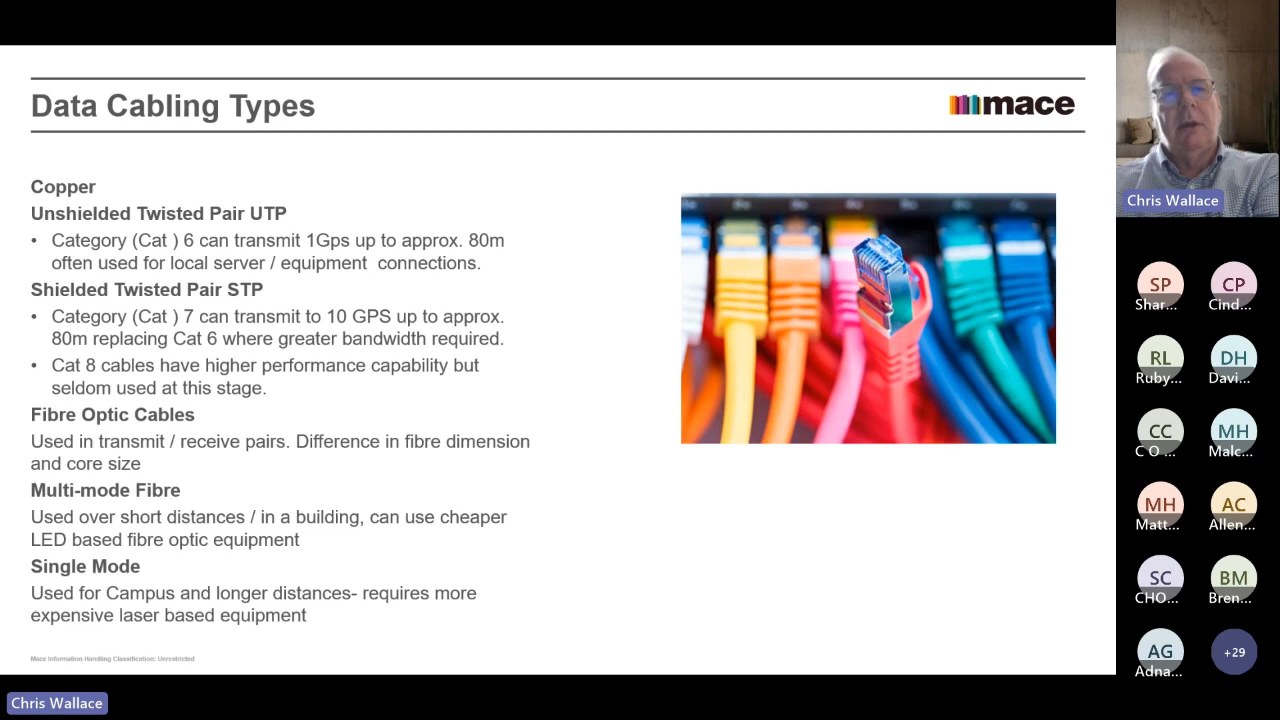 Data Cabling Types
mace
Copper
Unshielded Twisted Pair UTP
• Category (Cat ) 6 can transmit 1Gps up to approx. 80m
often used for local server / equipment connections.
Shielded Twisted Pair STP
• Category (Cat ) 7 can transmit to 10 GPS up to approx.
80m replacing Cat 6 where greater bandwidth required.
• Cat 8 cables have higher performance capability but
seldom used at this stage.
Fibre Optic Cables
Used in transmit / receive pairs. Difference in fibre dimension
and core size
Multi-mode Fibre
Used over short distances / in a building, can use cheaper
LED based fibre optic equipment
Single Mode
Used for Campus and longer distances- requires more
expensive laser based equipment
Mace Information Handling Classification: Unrestricted
Chris Wallace
Chris Wallace
SP
Shar...
CP
Cind...
RL
Ruby...
DH
Davi...
CC
C O ...
MH
Malc...
MH
Matt...
AC
Allen...
SC
CHO...
BM
Bren...
AG
Adna...
+29